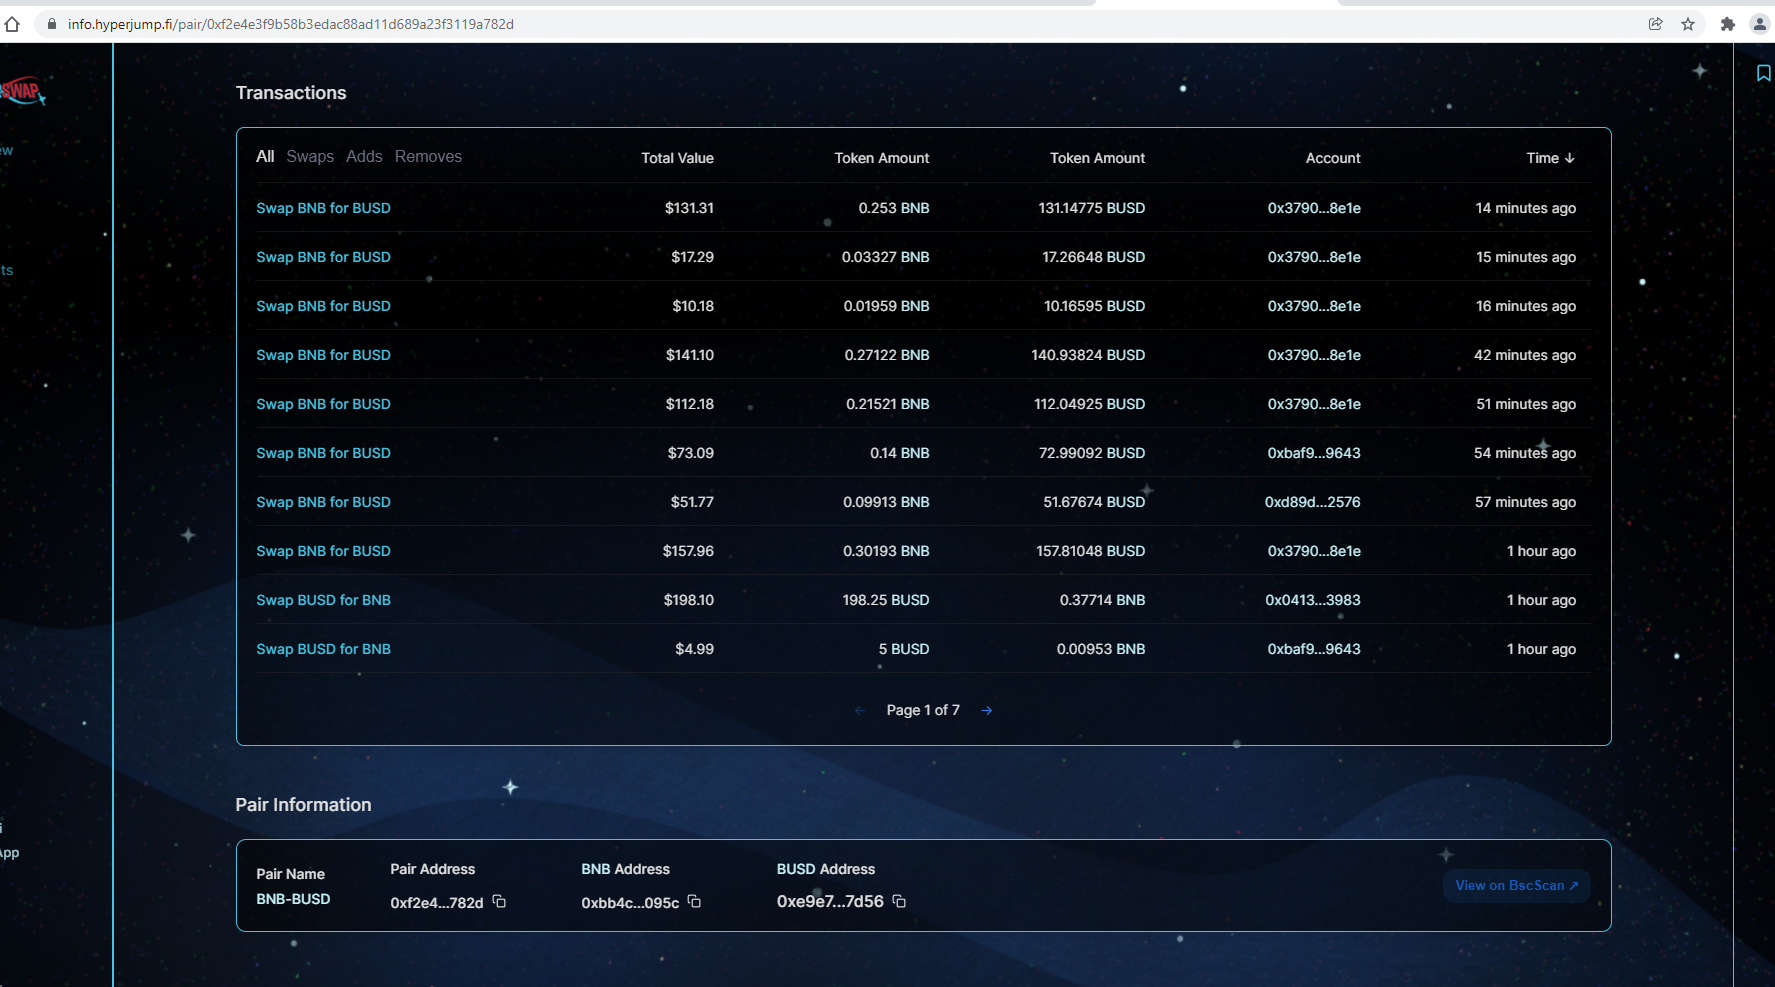 info.hyperjump.fi/pair/0xf2e4e3f9b58b3edac88ad11d689a23f3119a782d
SWAP
ew
ts
i
App
Transactions
All Swaps Adds Removes Total Value Token Amount Token Amount Account Time ↓
Swap BNB for BUSD $131.31 0.253 BNB 131.14775 BUSD 0x3790...8e1e 14 minutes ago
Swap BNB for BUSD $17.29 0.03327 BNB 17.26648 BUSD 0x3790...8e1e 15 minutes ago
Swap BNB for BUSD $10.18 0.01959 BNB 10.16595 BUSD 0x3790...8e1e 16 minutes ago
Swap BNB for BUSD $141.10 0.27122 BNB 140.93824 BUSD 0x3790...8e1e 42 minutes ago
Swap BNB for BUSD $112.18 0.21521 BNB 112.04925 BUSD 0x3790...8e1e 51 minutes ago
Swap BNB for BUSD $73.09 0.14 BNB 72.99092 BUSD 0xbaf9...9643 54 minutes ago
Swap BNB for BUSD $51.77 0.09913 BNB 51.67674 BUSD 0xd89d...2576 57 minutes ago
Swap BNB for BUSD $157.96 0.30193 BNB 157.81048 BUSD 0x3790...8e1e 1 hour ago
Swap BUSD for BNB $198.10 198.25 BUSD 0.37714 BNB 0x0413...3983 1 hour ago
Swap BUSD for BNB $4.99 5 BUSD 0.00953 BNB 0xbaf9...9643 1 hour ago
← Page 1 of 7 →
Pair Information
Pair Name Pair Address BNB Address BUSD Address
BNB-BUSD 0xf2e4...782d 0xbb4c...095c 0xe9e7...7d56 View on BscScan ↗